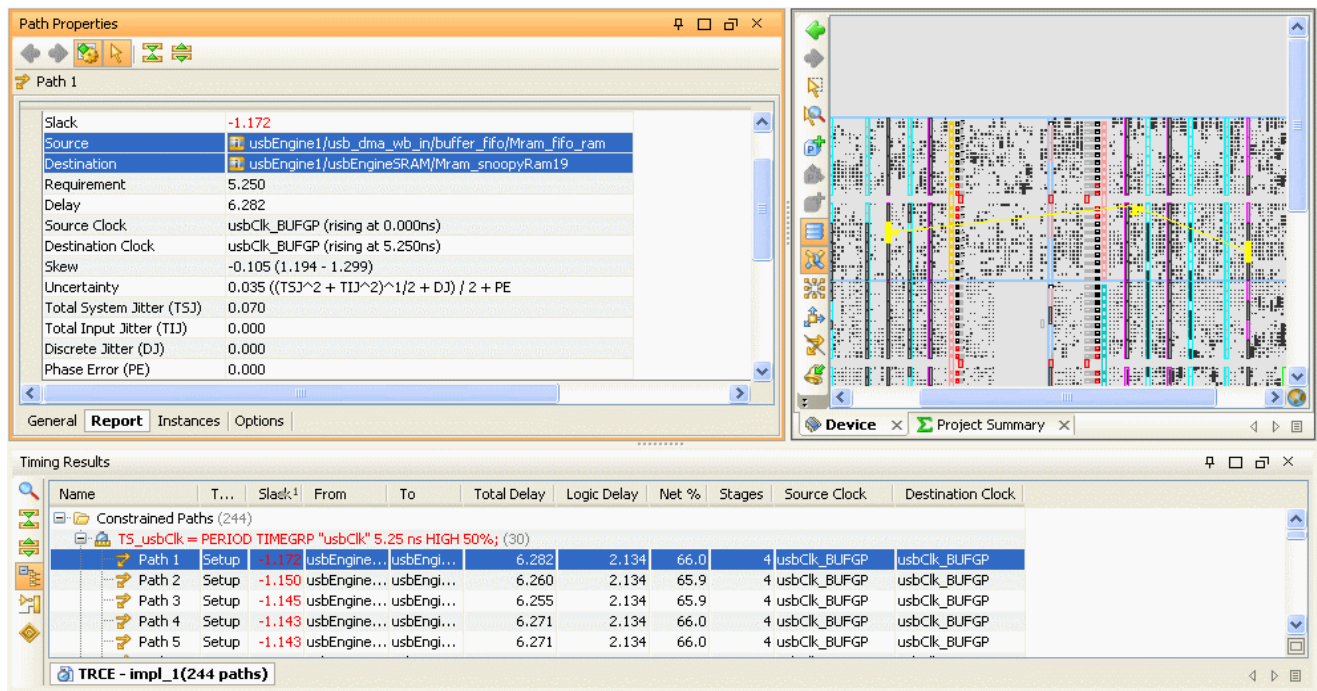 Path Properties
Path 1
Slack -1.172
Source usbEngine1/usb_dma_wb_in/buffer_fifo/Mram_fifo_ram
Destination usbEngine1/usbEngineSRAM/Mram_snoopyRam19
Requirement 5.250
Delay 6.282
Source Clock usbClk_BUFGP (rising at 0.000ns)
Destination Clock usbClk_BUFGP (rising at 5.250ns)
Skew -0.105 (1.194 - 1.299)
Uncertainty 0.035 ((TSJ^2 + TIJ^2)^1/2 + DJ) / 2 + PE
Total System Jitter (TSJ) 0.070
Total Input Jitter (TIJ) 0.000
Discrete Jitter (DJ) 0.000
Phase Error (PE) 0.000
General Report Instances Options
Device Project Summary
Timing Results
Name T... Slack 1 From To Total Delay Logic Delay Net % Stages Source Clock Destination Clock
Constrained Paths (244)
TS_usbClk = PERIOD TIMEGRP "usbClk" 5.25 ns HIGH 50%; (30)
Path 1 Setup -1.172 usbEngine... usbEngi... 6.282 2.134 66.0 4 usbClk_BUFGP usbClk_BUFGP
Path 2 Setup -1.150 usbEngine... usbEngi... 6.260 2.134 65.9 4 usbClk_BUFGP usbClk_BUFGP
Path 3 Setup -1.145 usbEngine... usbEngi... 6.255 2.134 65.9 4 usbClk_BUFGP usbClk_BUFGP
Path 4 Setup -1.143 usbEngine... usbEngi... 6.271 2.134 66.0 4 usbClk_BUFGP usbClk_BUFGP
Path 5 Setup -1.143 usbEngine... usbEngi... 6.271 2.134 66.0 4 usbClk_BUFGP usbClk_BUFGP
TRCE - impl_1(244 paths)